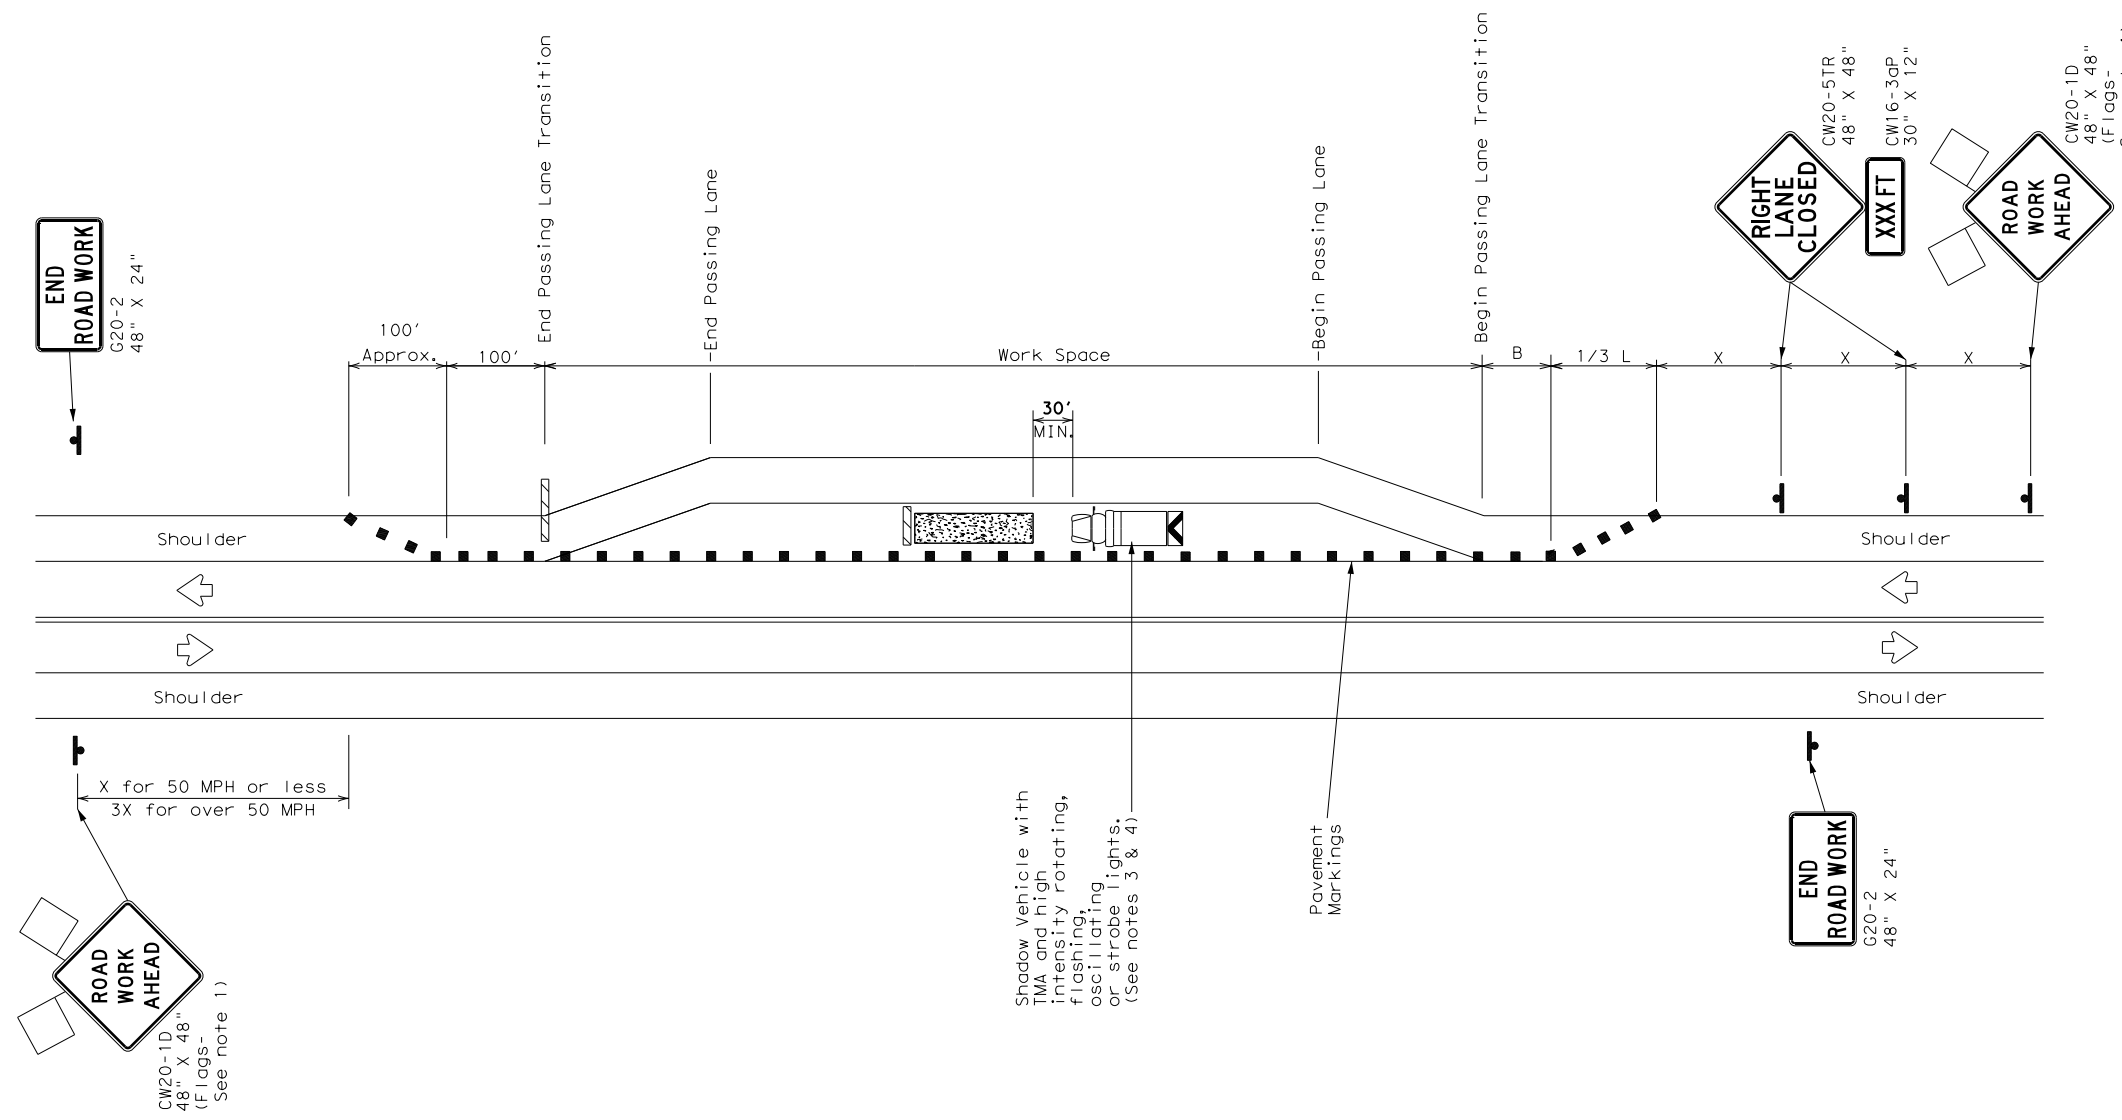 End Passing Lane Transition
End Passing Lane
Begin Passing Lane
Begin Passing Lane Transition
CW20-5TR
48" X 48"
CW16-3aP
30" X 12"
CW20-1D
48" X 48"
(Flags-
RIGHT
LANE
CLOSED
XXX FT
ROAD
WORK
AHEAD
END
ROAD WORK
G20-2
48" X 24"
100'
Approx.
100'
Work Space
B
1/3 L
X
X
X
30'
MIN.
Shoulder
Shoulder
Shoulder
Shoulder
X for 50 MPH or less
3X for over 50 MPH
Shadow Vehicle with
TMA and high
intensity rotating,
flashing,
oscillating
or strobe lights.
(See notes 3 & 4)
Pavement
Markings
END
ROAD WORK
G20-2
48" X 24"
ROAD
WORK
AHEAD
CW20-1D
48" X 48"
(Flags-
See note 1)